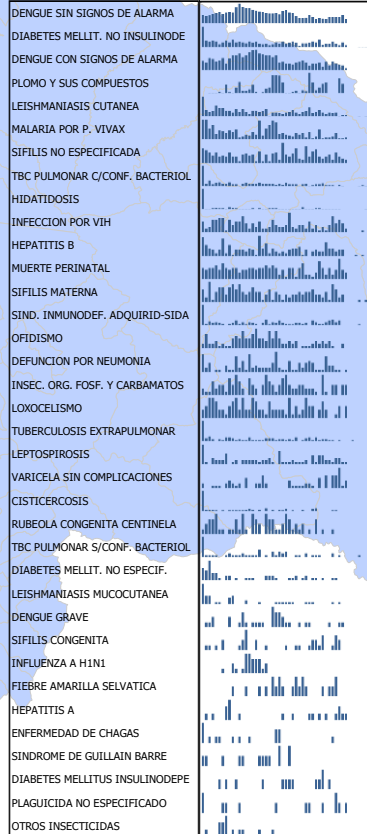 DENGUE SIN SIGNOS DE ALARMA
DIABETES MELLIT. NO INSULINODE
DENGUE CON SIGNOS DE ALARMA
PLOMO Y SUS COMPUESTOS
LEISHMANIASIS CUTANEA
MALARIA POR P. VIVAX
SIFILIS NO ESPECIFICADA
TBC PULMONAR C/CONF. BACTERIOL
HIDATIDOSIS
INFECCION POR VIH
HEPATITIS B
MUERTE PERINATAL
SIFILIS MATERNA
SIND. INMUNODEF. ADQUIRID-SIDA
OFIDISMO
DEFUNCION POR NEUMONIA
INSEC. ORG. FOSF. Y CARBAMATOS
LOXOCELISMO
TUBERCULOSIS EXTRAPULMONAR
LEPTOSPIROSIS
VARICELA SIN COMPLICACIONES
CISTICERCOSIS
RUBEOLA CONGENITA CENTINELA
TBC PULMONAR S/CONF. BACTERIOL
DIABETES MELLIT. NO ESPECIF.
LEISHMANIASIS MUCOCUTANEA
DENGUE GRAVE
SIFILIS CONGENITA
INFLUENZA A H1N1
FIEBRE AMARILLA SELVATICA
HEPATITIS A
ENFERMEDAD DE CHAGAS
SINDROME DE GUILLAIN BARRE
DIABETES MELLITUS INSULINODEPE
PLAGUICIDA NO ESPECIFICADO
OTROS INSECTICIDAS